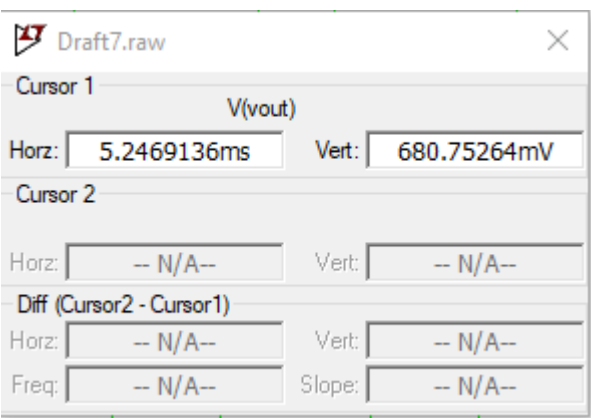 Draft7.raw
Cursor 1
V(vout)
Horz: 5.2469136ms Vert: 680.75264mV
Cursor 2
Horz: -- N/A-- Vert: -- N/A--
Diff (Cursor2 - Cursor1)
Horz: -- N/A-- Vert: -- N/A--
Freq: -- N/A-- Slope: -- N/A--